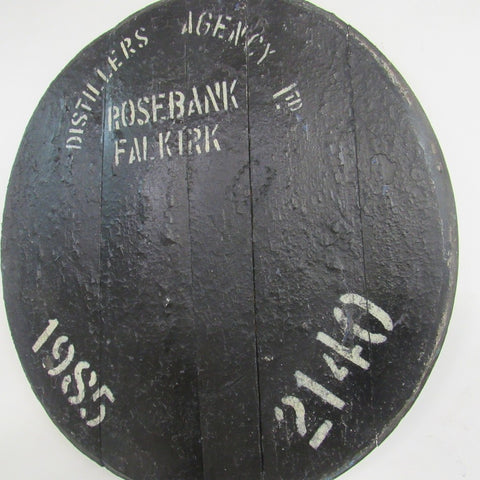 DISTILLERS AGENCY LTD
ROSEBANK
FALKIRK
1985
2140